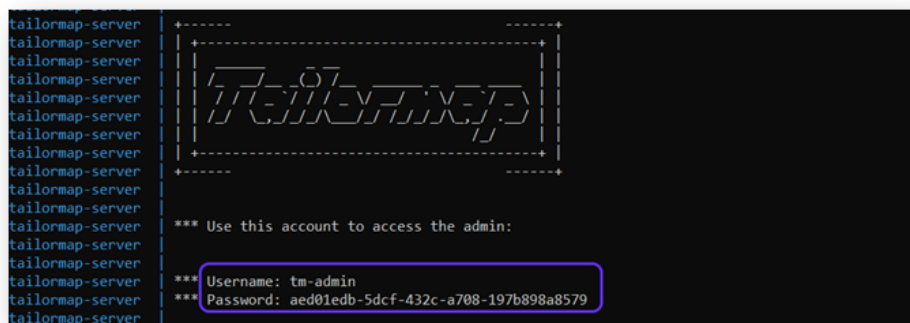 tailormap-server | +------                                  ------+
tailormap-server | | +------------------------------------------+ |
tailormap-server | | |
tailormap-server | | |
tailormap-server | | | Tailormap | |
tailormap-server | | |
tailormap-server | | |
tailormap-server | | +------------------------------------------+ |
tailormap-server | +------                                  ------+
tailormap-server |
tailormap-server |
tailormap-server | *** Use this account to access the admin:
tailormap-server |
tailormap-server |
tailormap-server | *** Username: tm-admin
tailormap-server | *** Password: aed01edb-5dcf-432c-a708-197b898a8579
tailormap-server |